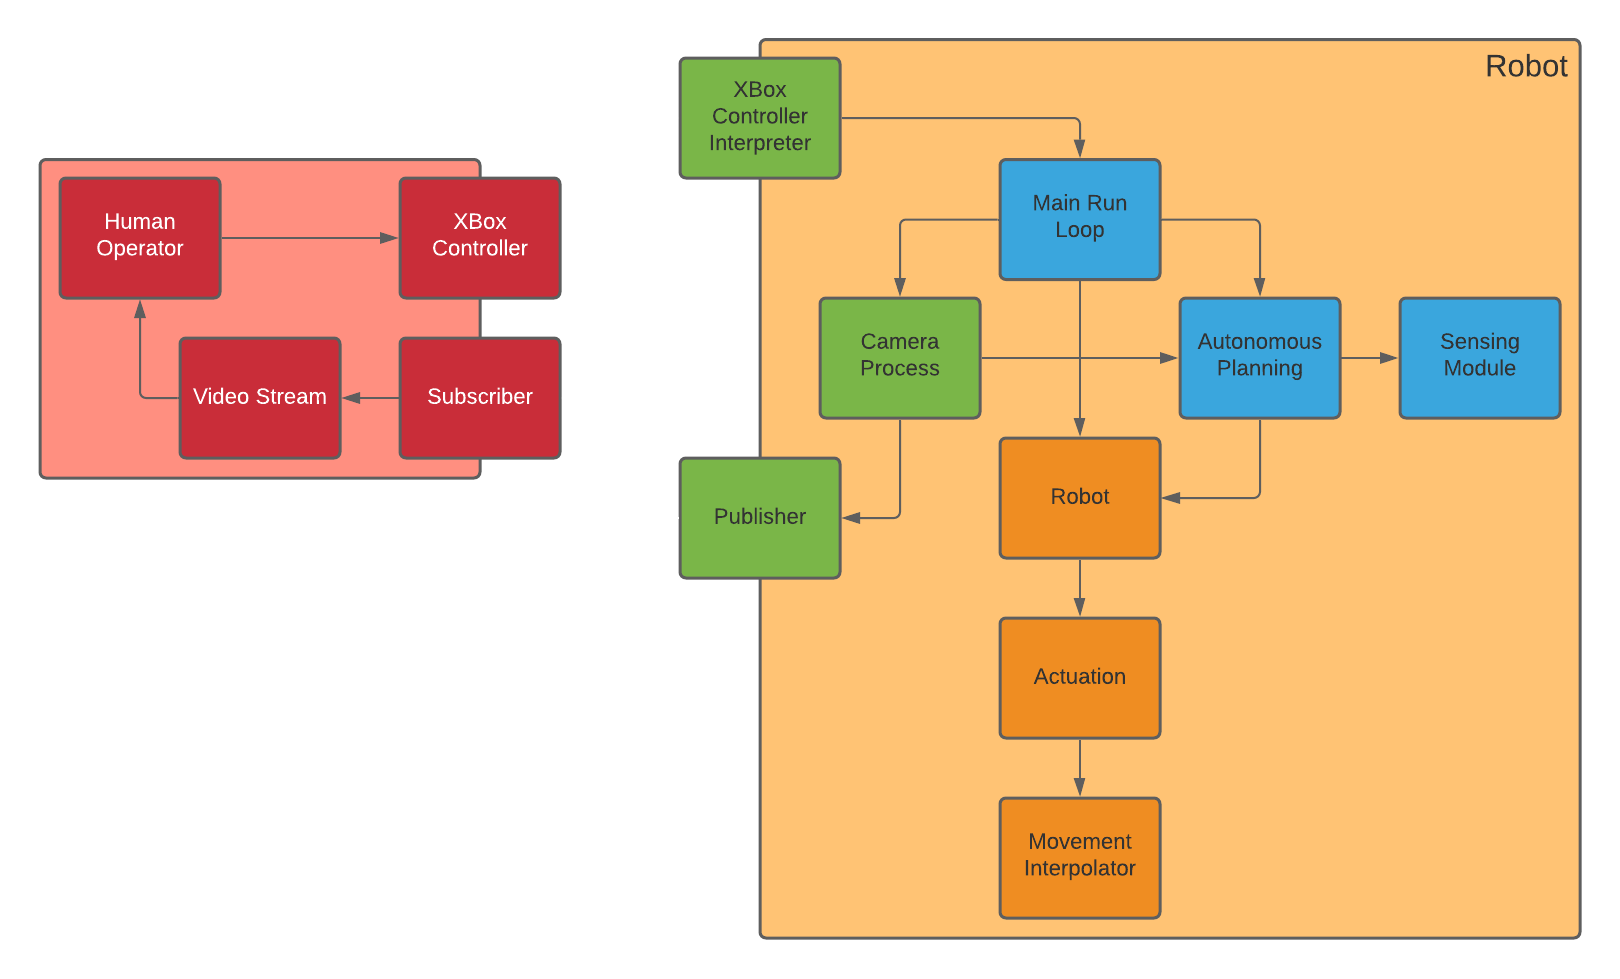 Robot
XBox
Controller
Interpreter
Human
Operator
XBox
Controller
Main Run
Loop
Video Stream
Subscriber
Camera
Process
Autonomous
Planning
Sensing
Module
Publisher
Robot
Actuation
Movement
Interpolator